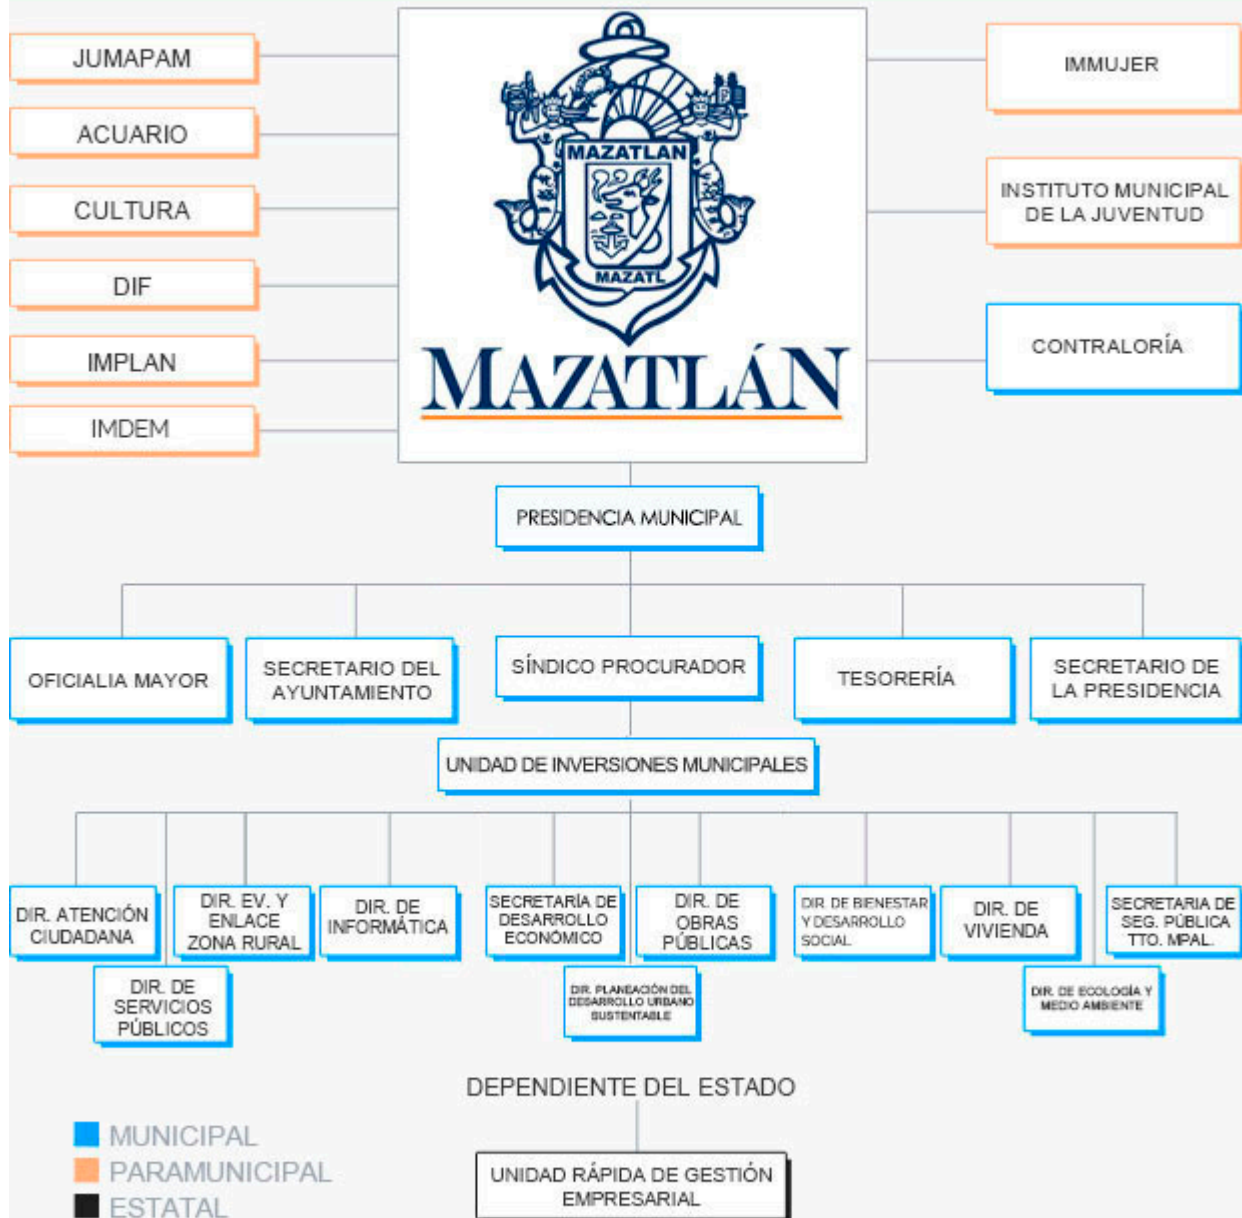 JUMAPAM
ACUARIO
CULTURA
DIF
IMPLAN
IMDEM
MAZATLAN
MAZATL
MAZATLÁN
IMMUJER
INSTITUTO MUNICIPAL
DE LA JUVENTUD
CONTRALORÍA
PRESIDENCIA MUNICIPAL
OFICIALIA MAYOR
SECRETARIO DEL
AYUNTAMIENTO
SÍNDICO PROCURADOR
TESORERÍA
SECRETARIO DE
LA PRESIDENCIA
UNIDAD DE INVERSIONES MUNICIPALES
DIR. ATENCIÓN
CIUDADANA
DIR. EV. Y
ENLACE
ZONA RURAL
DIR. DE
INFORMÁTICA
SECRETARÍA DE
DESARROLLO
ECONÓMICO
DIR. DE
OBRAS
PÚBLICAS
DIR. DE BIENESTAR
Y DESARROLLO
SOCIAL
DIR. DE
VIVIENDA
SECRETARIA DE
SEG. PÚBLICA
TTO. MPAL.
DIR. DE
SERVICIOS
PÚBLICOS
DIR. PLANEACIÓN DEL
DESARROLLO URBANO
SUSTENTABLE
DIR. DE ECOLOGÍA Y
MEDIO AMBIENTE
DEPENDIENTE DEL ESTADO
UNIDAD RÁPIDA DE GESTIÓN
EMPRESARIAL
MUNICIPAL
PARAMUNICIPAL
ESTATAL